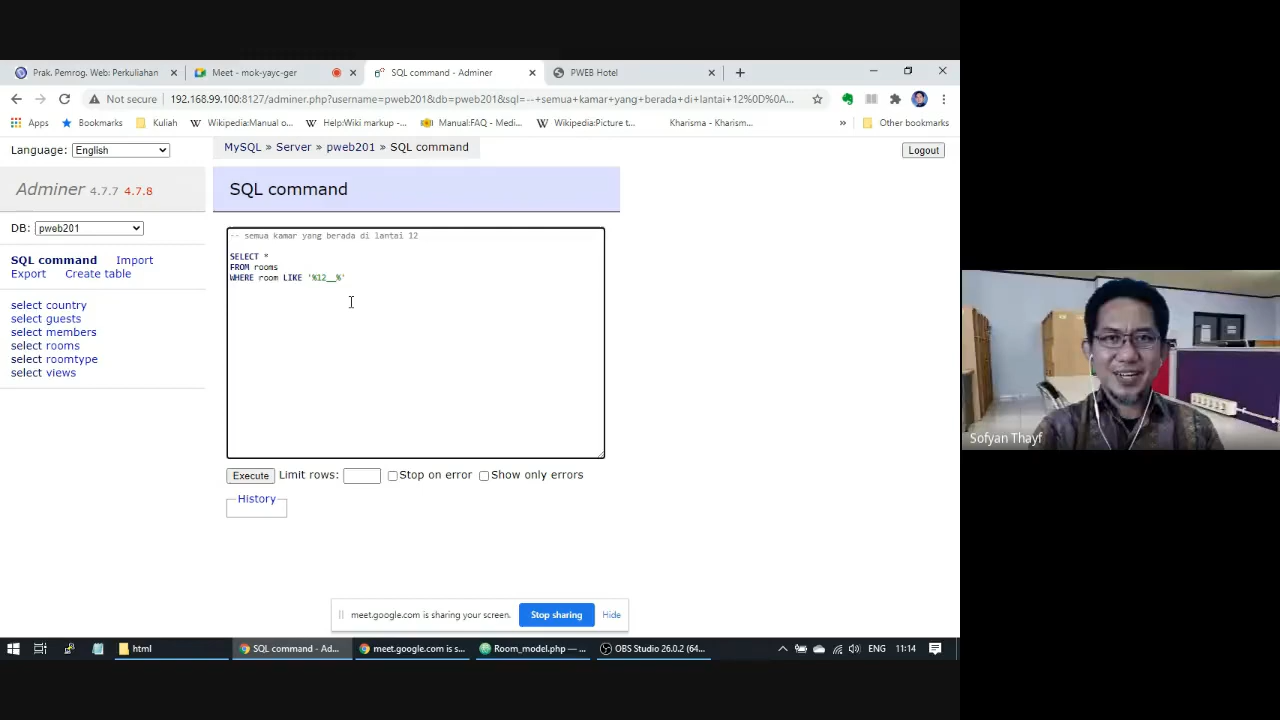 Prak. Pemrog. Web: Perkuliahan
Meet - mok-yayc-ger
SQL command - Adminer
PWEB Hotel
Not secure
192.168.99.100:8127/adminer.php?username=pweb201&db=pweb201&sql=--+semua+kamar+yang+berada+di+lantai+12%0D%0A...
Apps
Bookmarks
Kuliah
Wikipedia:Manual o...
Help:Wiki markup -...
Manual:FAQ - Medi...
Wikipedia:Picture t...
Kharisma - Kharism...
»
Other bookmarks
Language: English
MySQL » Server » pweb201 » SQL command
Logout
Adminer 4.7.7 4.7.8
SQL command
DB: pweb201
SQL command Import
Export Create table
select country
select guests
select members
select rooms
select roomtype
select views
-- semua kamar yang berada di lantai 12
SELECT *
FROM rooms
WHERE room LIKE '%12__%'
Execute Limit rows: Stop on error Show only errors
History
Sofyan Thayf
meet.google.com is sharing your screen. Stop sharing Hide
html
SQL command - Ad...
meet.google.com is s...
Room_model.php — ...
OBS Studio 26.0.2 (64...
ENG
11:14